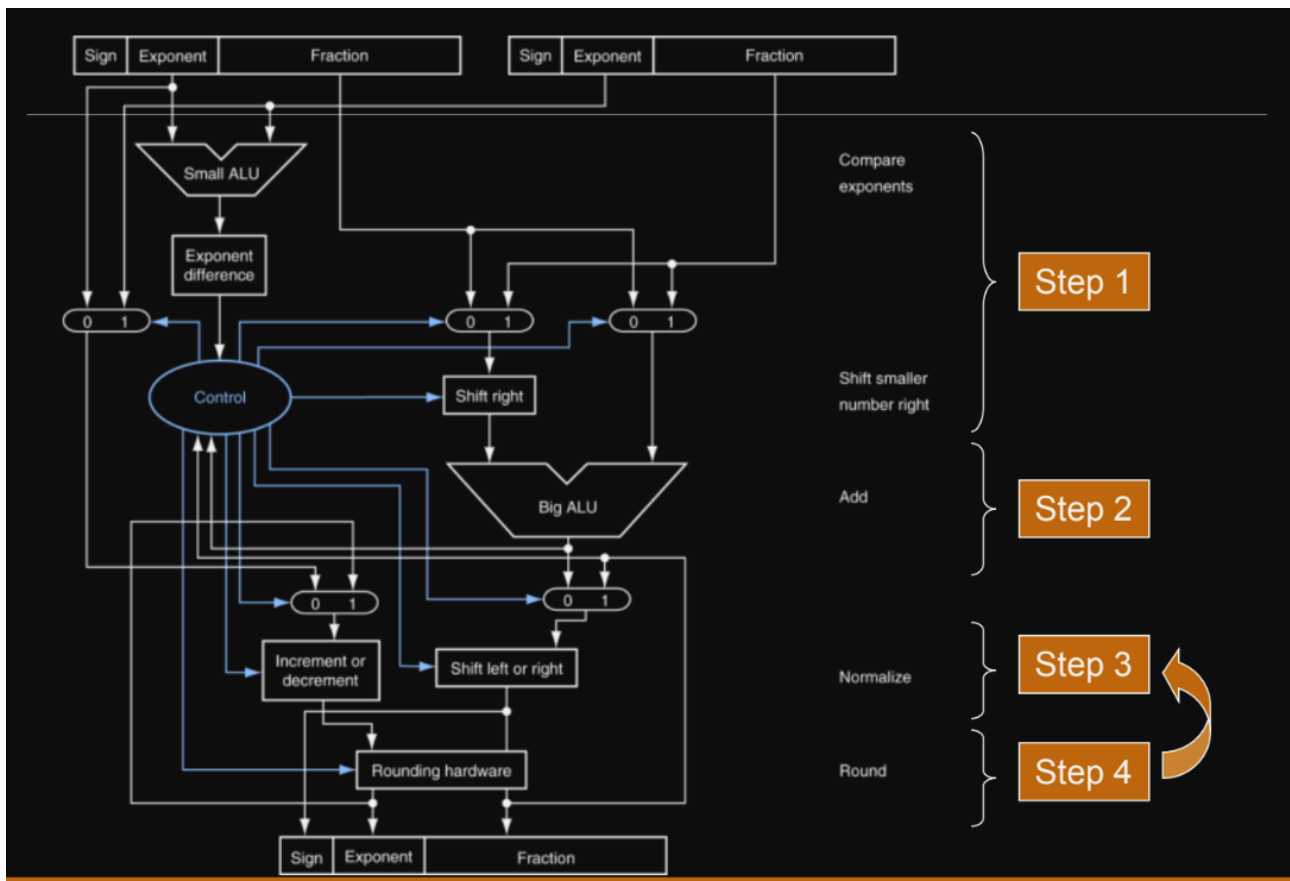 Sign Exponent Fraction
Sign Exponent Fraction
Small ALU
Compare
exponents
Exponent
difference
Step 1
0 1
0 1
0 1
Control
Shift right
Shift smaller
number right
Big ALU
Add
Step 2
0 1
0 1
Increment or
decrement
Shift left or right
Normalize
Step 3
Rounding hardware
Round
Step 4
Sign Exponent Fraction